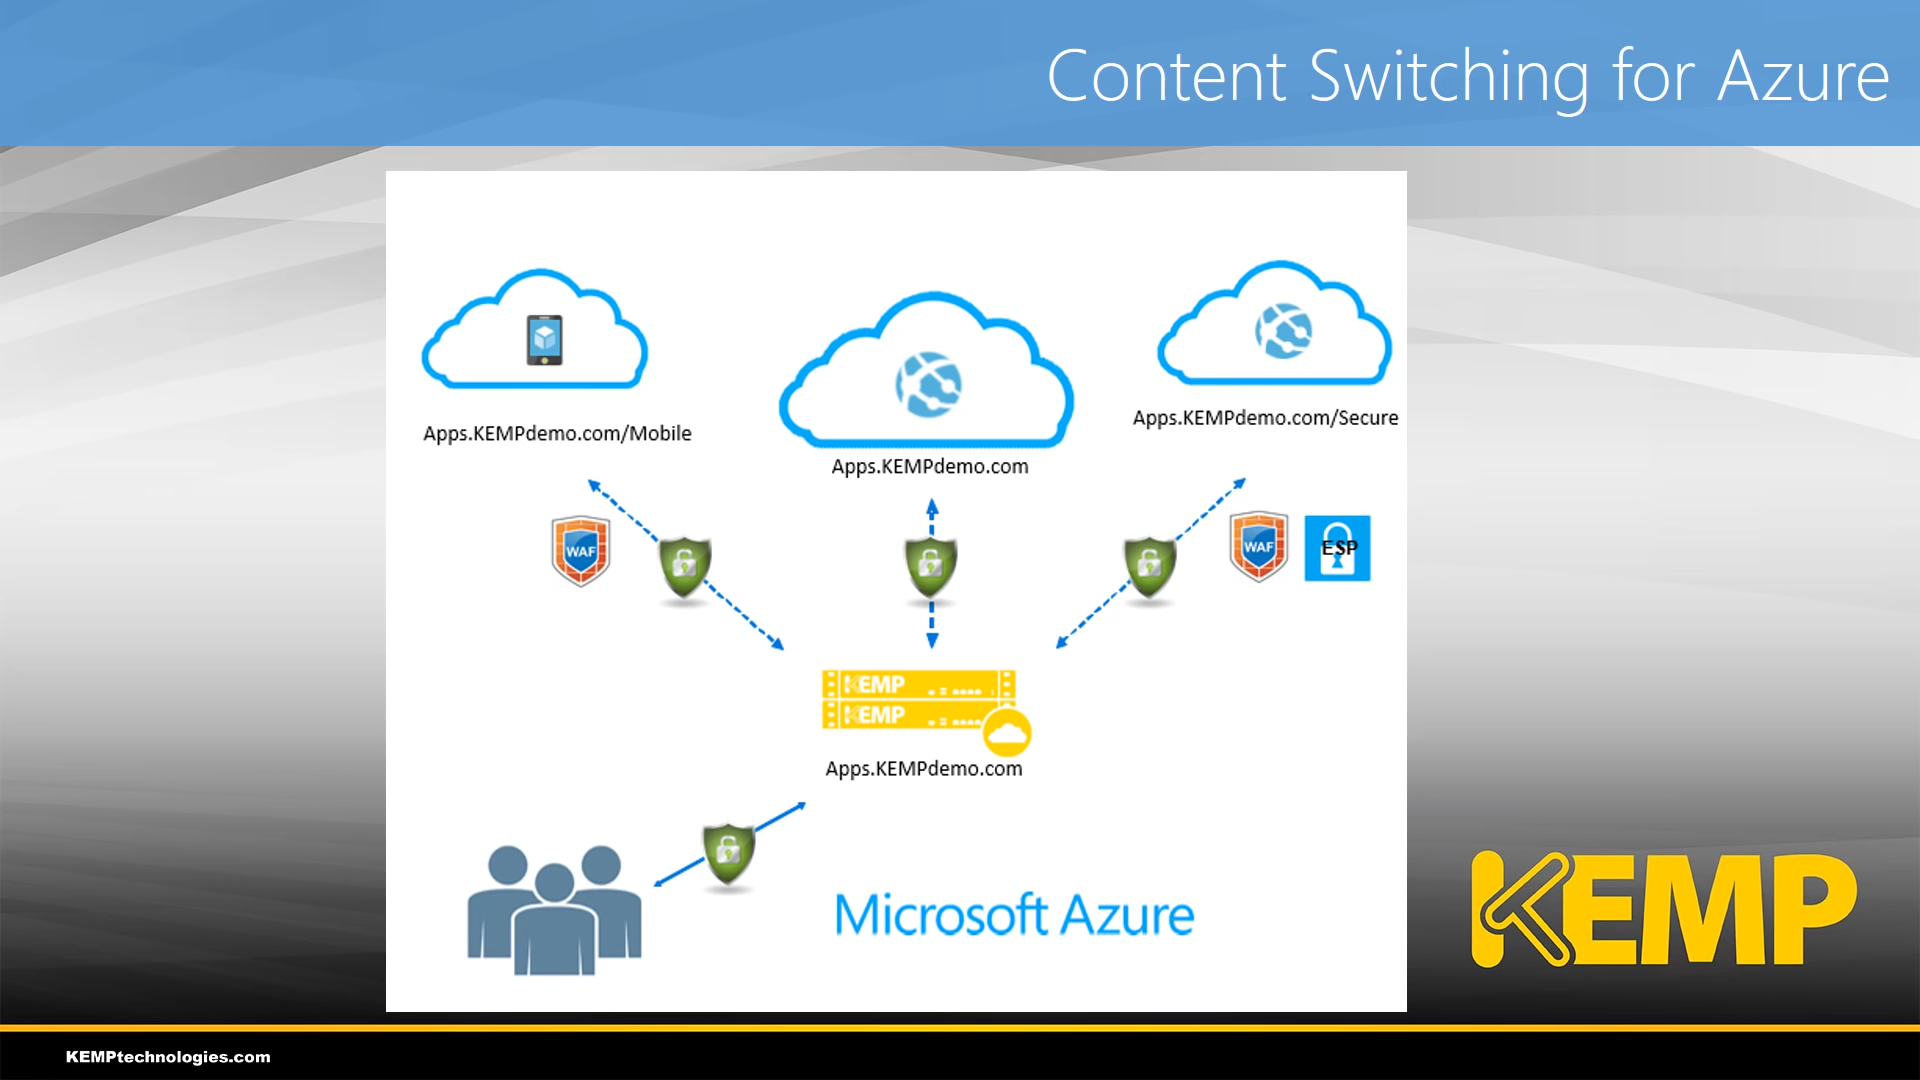 Content Switching for Azure
Apps.KEMPdemo.com/Mobile
Apps.KEMPdemo.com
Apps.KEMPdemo.com/Secure
WAF
WAF
ESP
KEMP
KEMP
Apps.KEMPdemo.com
Microsoft Azure
KEMP
KEMPtechnologies.com